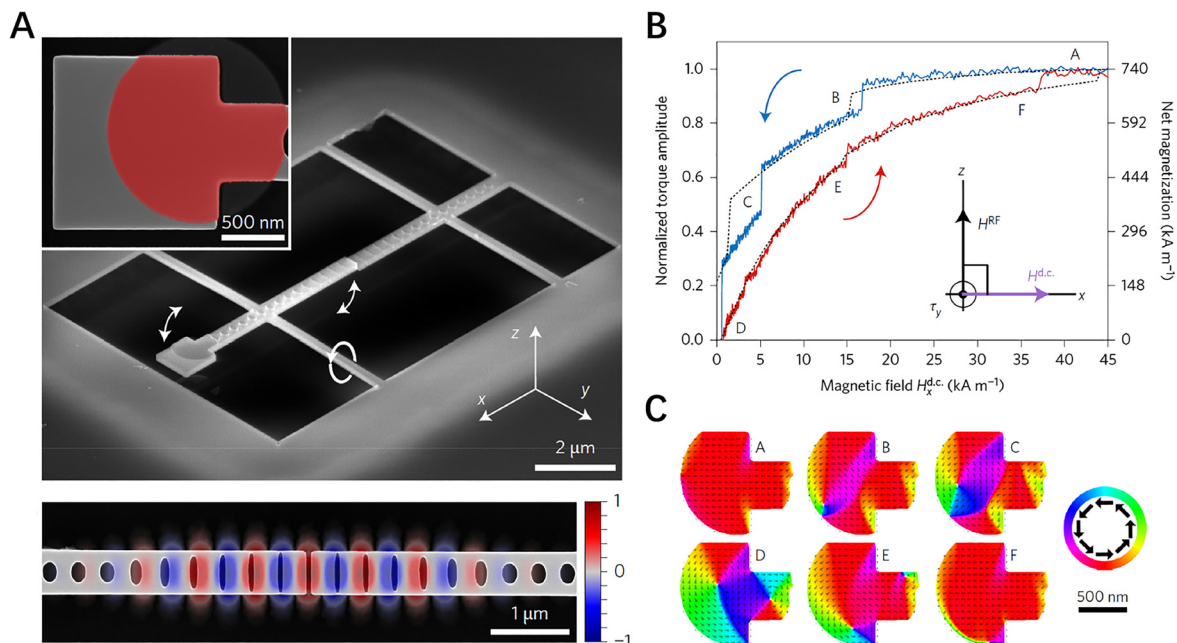 A
500 nm
z
x
y
2 μm
1
0
−1
1 μm
B
Normalized torque amplitude
1.0
0.8
0.6
0.4
0.2
0
740
592
444
296
148
0
Net magnetization (kA m⁻¹)
A
B
C
D
E
F
z
Hᴿᶠ
Hᵈ·ᶜ·
τy
x
0
5
10
15
20
25
30
35
40
45
Magnetic field Hₓᵈ·ᶜ· (kA m⁻¹)
C
A
B
C
D
E
F
500 nm